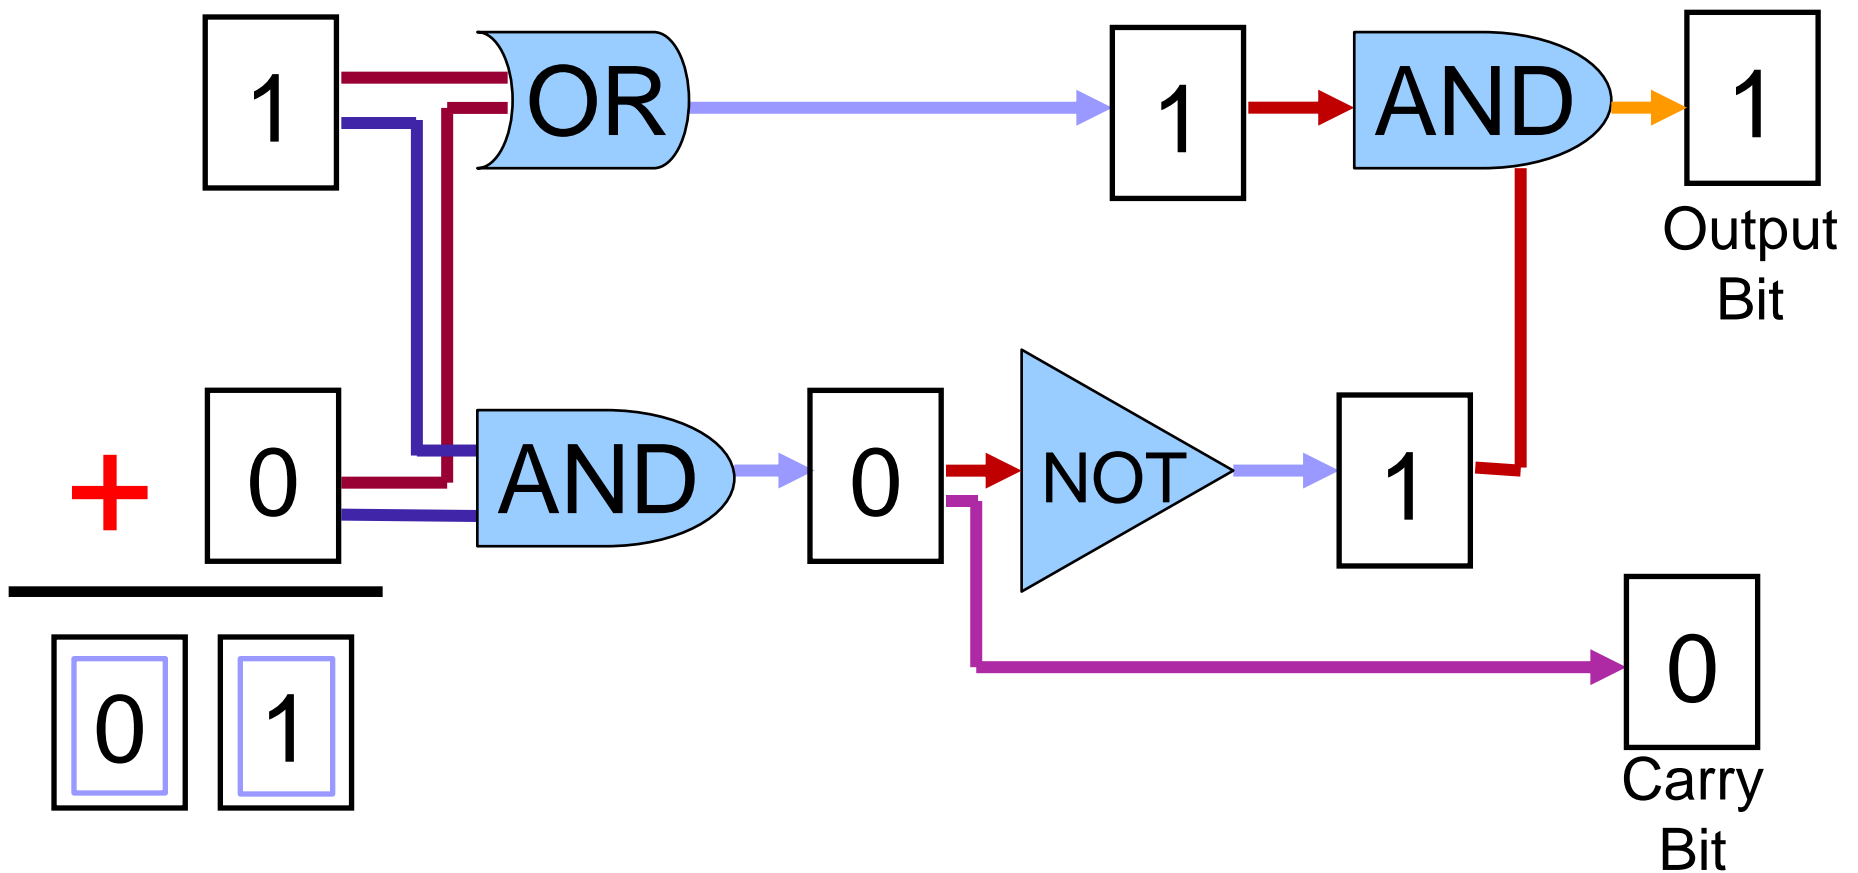 1 OR 1 AND 1
Output
Bit
+ 0 AND 0 NOT 1
0 1
0
Carry
Bit